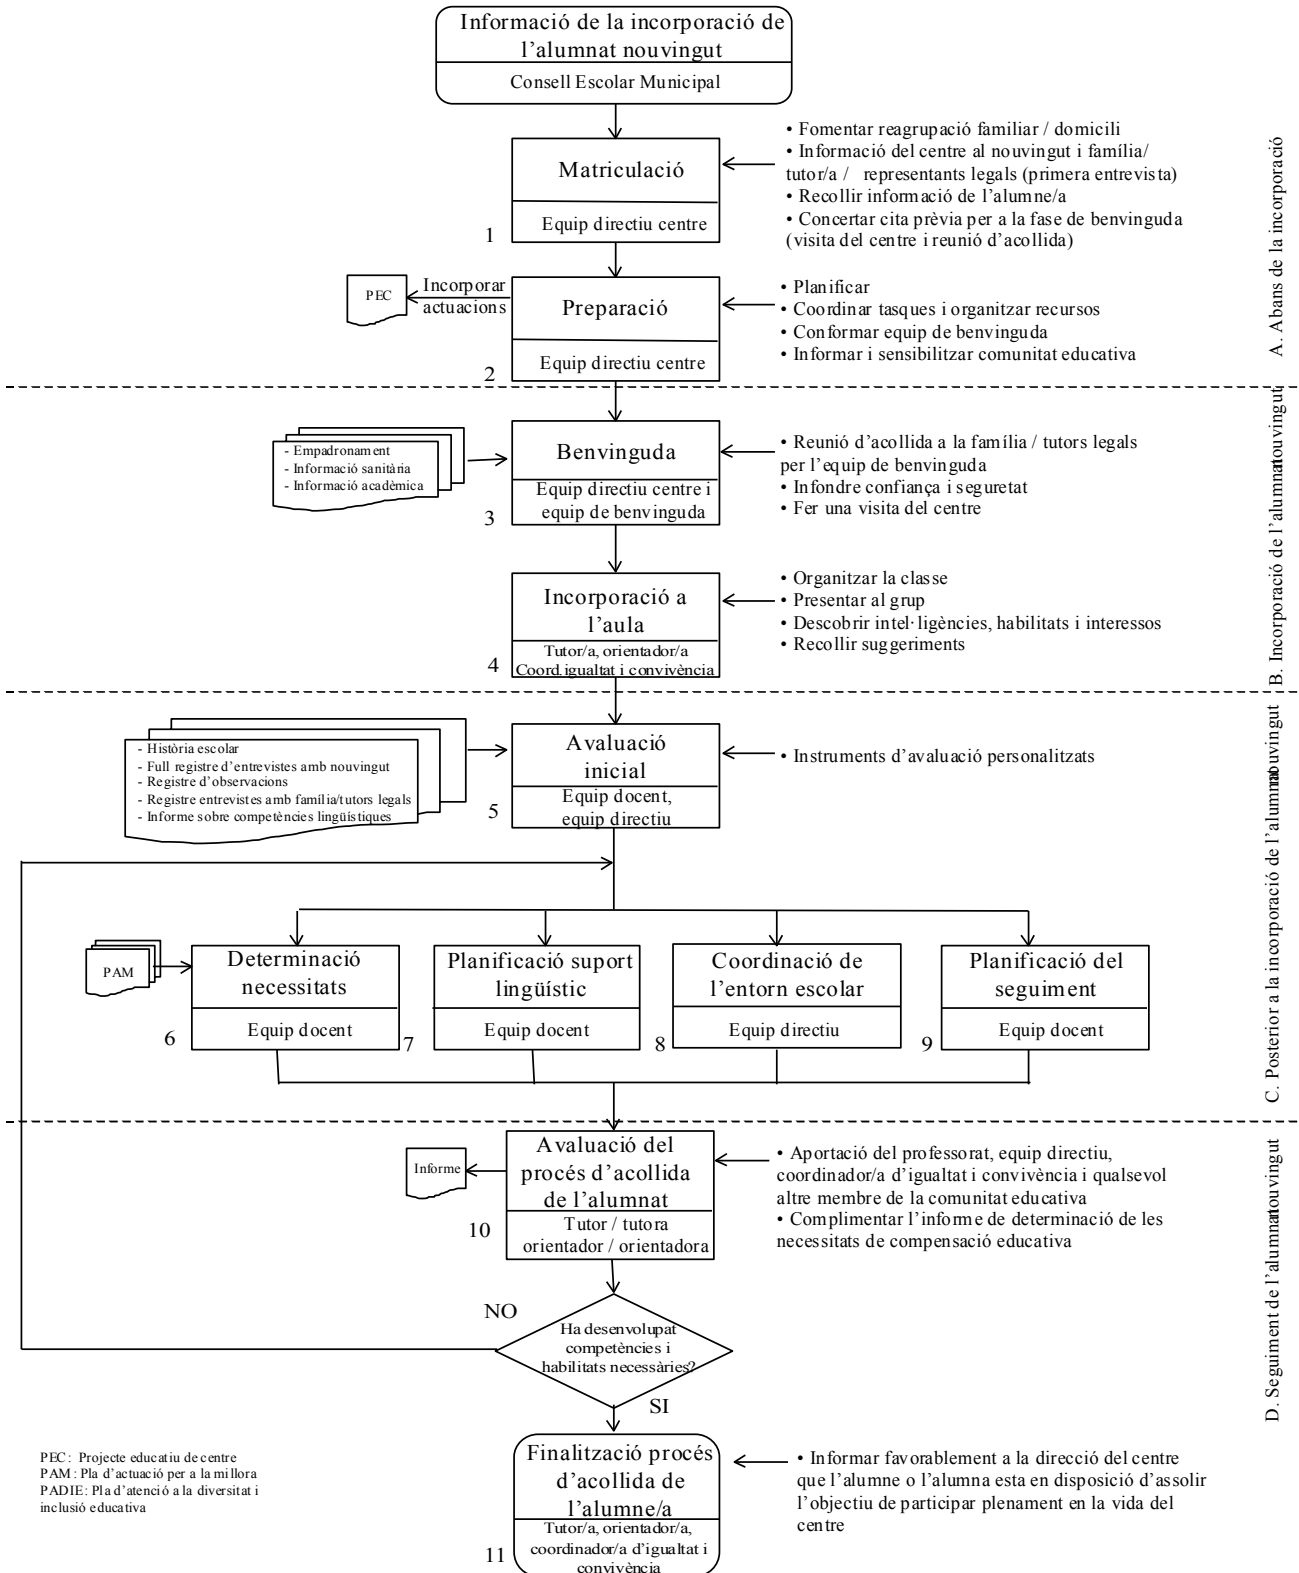 Informació de la incorporació de
l'alumnat nouvingut
Consell Escolar Municipal
Matriculació
Equip directiu centre
1
• Fomentar reagrupació familiar / domicili
• Informació del centre al nouvingut i família/
tutor/a / representants legals (primera entrevista)
• Recollir informació de l'alumne/a
• Concertar cita prèvia per a la fase de benvinguda
(visita del centre i reunió d'acollida)
A. Abans de la incorporació
PEC
Incorporar
actuacions
Preparació
Equip directiu centre
2
• Planificar
• Coordinar tasques i organitzar recursos
• Conformar equip de benvinguda
• Informar i sensibilitzar comunitat educativa
- Empadronament
- Informació sanitària
- Informació acadèmica
Benvinguda
Equip directiu centre i
equip de benvinguda
3
• Reunió d'acollida a la família / tutors legals
per l'equip de benvinguda
• Infondre confiança i seguretat
• Fer una visita del centre
B. Incorporació de l'alumnat nouvingut
Incorporació a
l'aula
Tutor/a, orientador/a
Coord.igualtat i convivència
4
• Organitzar la classe
• Presentar al grup
• Descobrir intel·ligències, habilitats i interessos
• Recollir suggeriments
- Història escolar
- Full registre d'entrevistes amb nouvingut
- Registre d'observacions
- Registre entrevistes amb família/tutors legals
- Informe sobre competències lingüístiques
Avaluació
inicial
Equip docent,
equip directiu
5
• Instruments d'avaluació personalitzats
C. Posterior a la incorporació de l'alumnat nouvingut
PAM
Determinació
necessitats
Equip docent
6
Planificació suport
lingüístic
Equip docent
7
Coordinació de
l'entorn escolar
Equip directiu
8
Planificació del
seguiment
Equip docent
9
Informe
Avaluació del
procés d'acollida
de l'alumnat
Tutor / tutora
orientador / orientadora
10
• Aportació del professorat, equip directiu,
coordinador/a d'igualtat i convivència i qualsevol
altre membre de la comunitat educativa
• Complimentar l'informe de determinació de les
necessitats de compensació educativa
D. Seguiment de l'alumnat nouvingut
NO
Ha desenvolupat
competències i
habilitats necessàries?
SI
Finalització procés
d'acollida de
l'alumne/a
Tutor/a, orientador/a,
coordinador/a d'igualtat i
convivència
11
• Informar favorablement a la direcció del centre
que l'alumne o l'alumna esta en disposició d'assolir
l'objectiu de participar plenament en la vida del
centre
PEC: Projecte educatiu de centre
PAM: Pla d'actuació per a la millora
PADIE: Pla d'atenció a la diversitat i
inclusió educativa